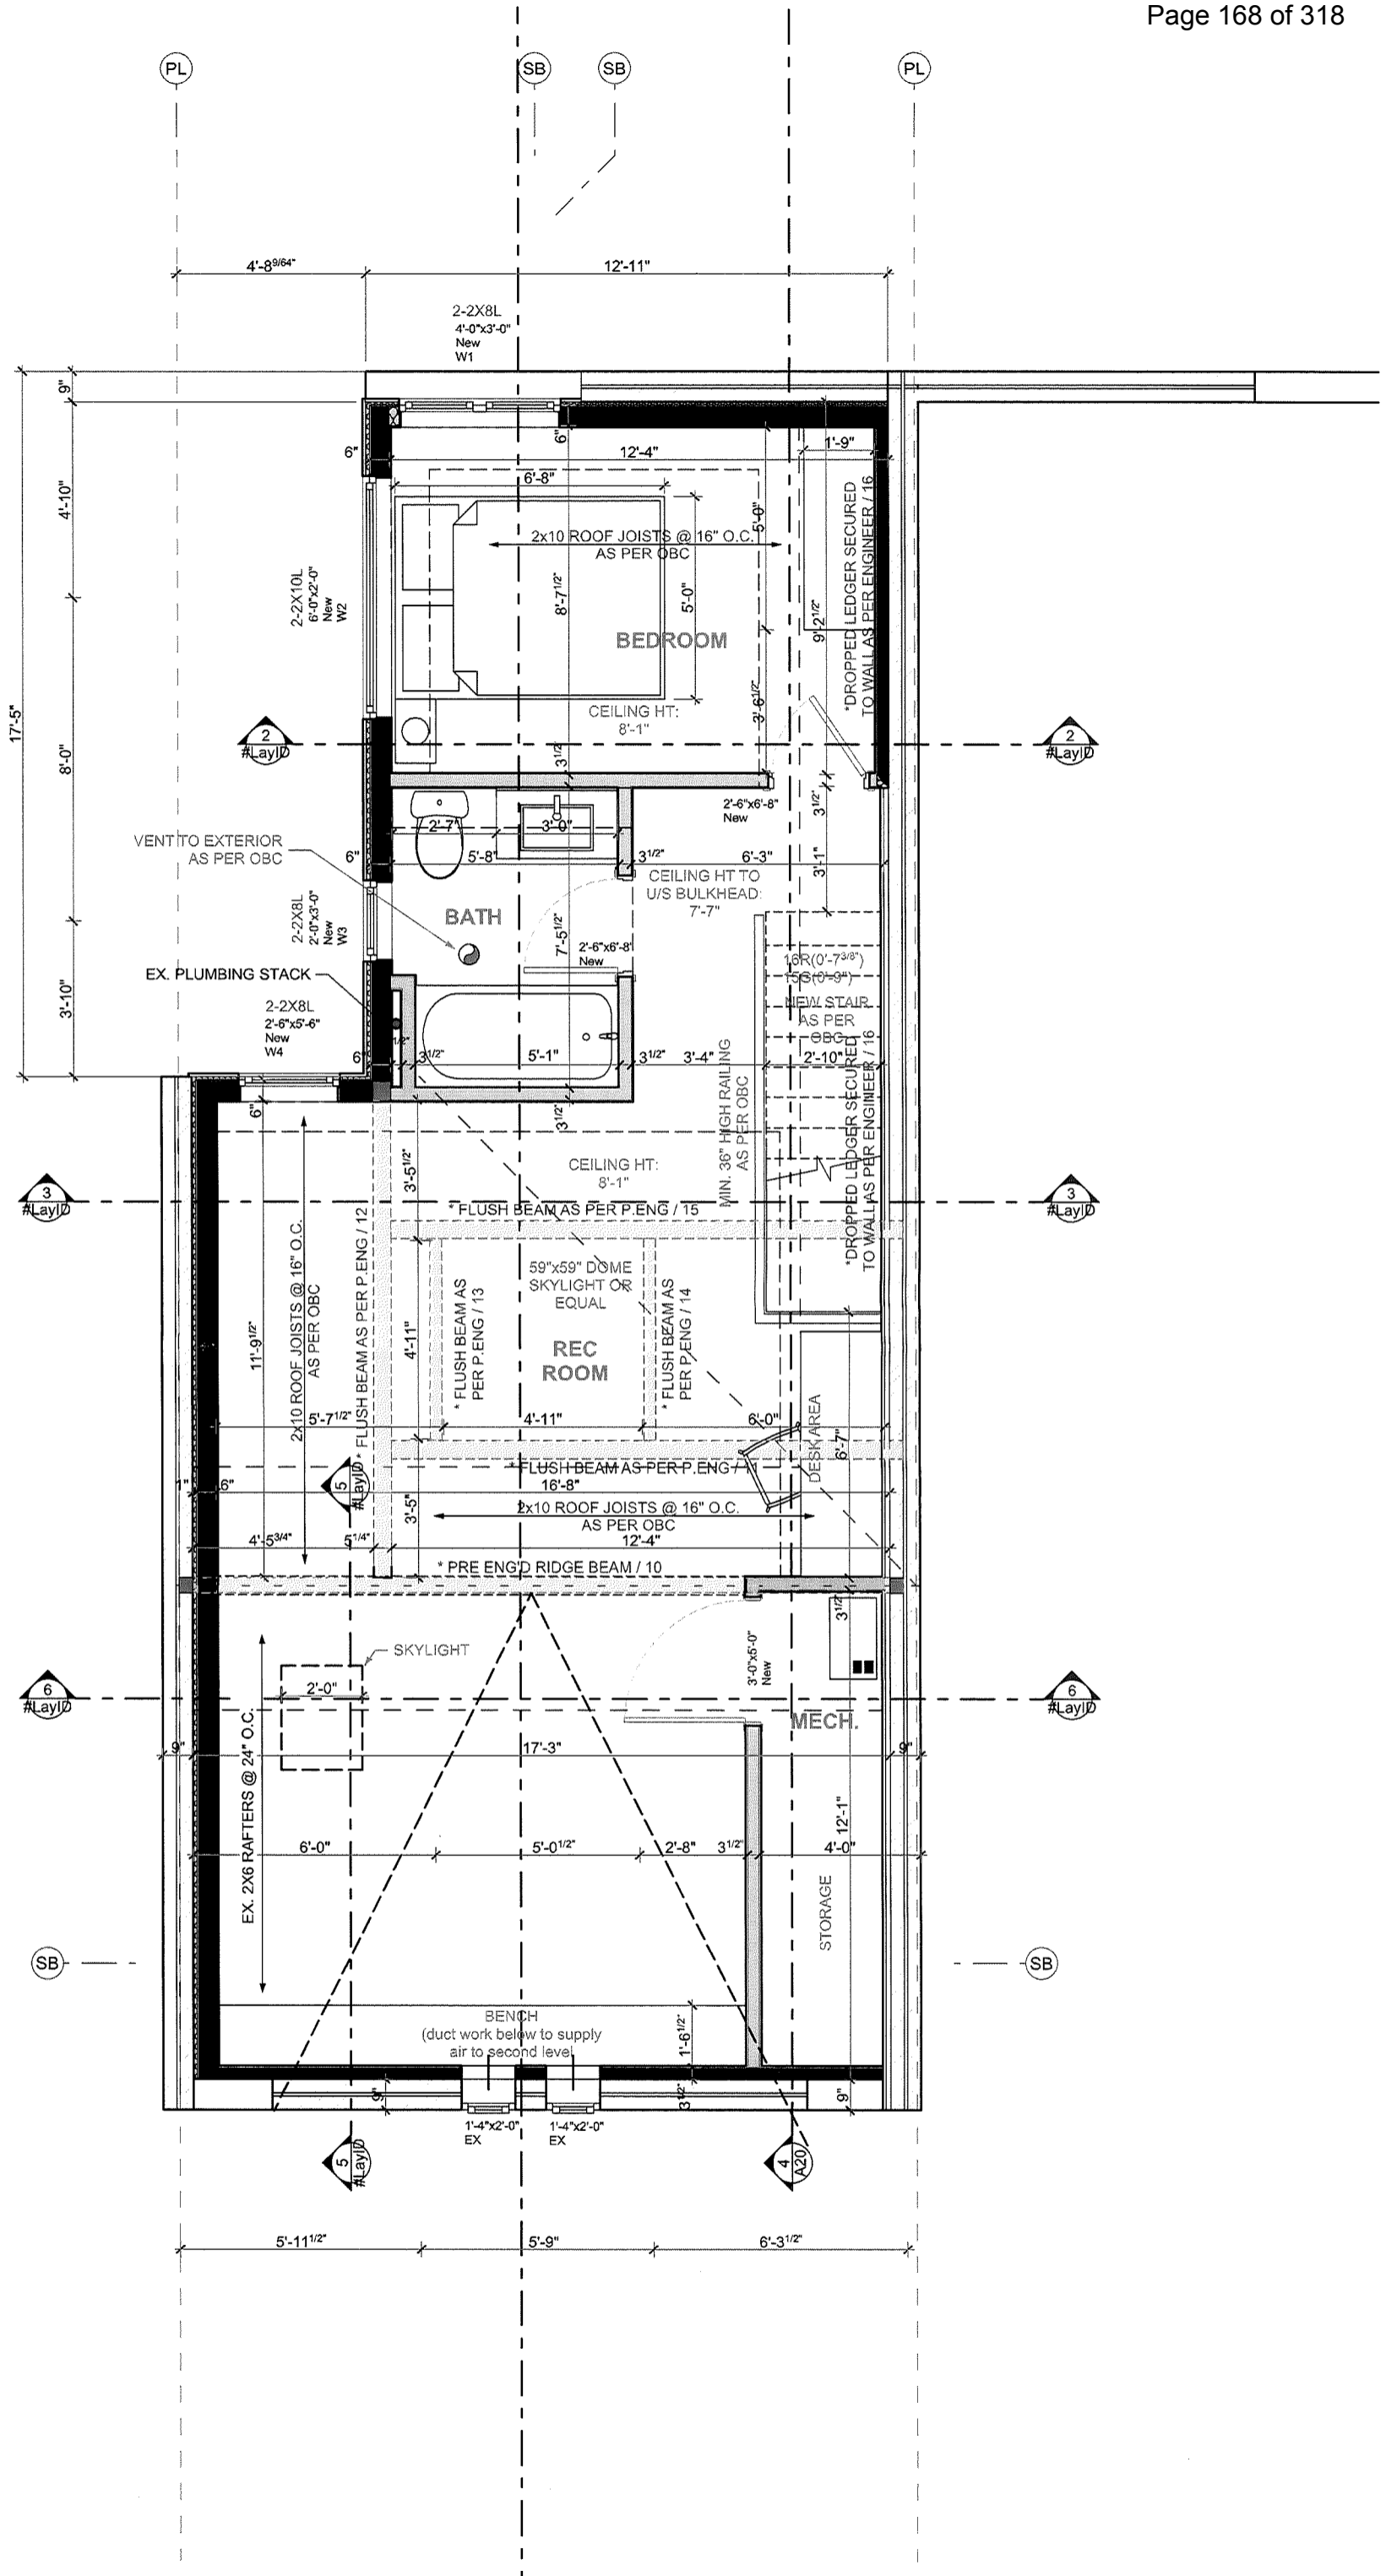 Page 168 of 318
PL
SB
SB
PL
4'-8 9/64"
12'-11"
2-2X8L
4'-0"x3'-0"
New
W1
9"
6"
6"
12'-4"
1'-9"
6'-8"
4'-10"
5'-0"
2x10 ROOF JOISTS @ 16" O.C.
AS PER OBC
*DROPPED LEDGER SECURED
TO WALL AS PER ENGINEER / 16
2-2X10L
6'-0"x2'-0"
New
W2
8'-7 1/2"
5'-0"
9'-2 1/2"
BEDROOM
17'-5"
8'-0"
CEILING HT:
8'-1"
3'-6 1/2"
2
#LayID
2
#LayID
3 1/2"
2'-6"x6'-8"
New
3 1/2"
2'-7"
3'-0"
VENT TO EXTERIOR
AS PER OBC
6"
5'-8"
3 1/2"
6'-3"
3'-1"
CEILING HT TO
U/S BULKHEAD:
7'-7"
2-2X8L
2'-0"x3'-0"
New
W3
BATH
7'-5 1/2"
2'-6"x6'-8"
New
16R(0'-7 3/8")
15G(0'-9")
NEW STAIR
AS PER
OBC
EX. PLUMBING STACK
3'-10"
2-2X8L
2'-6"x5'-6"
New
W4
6"
1/2"
3 1/2"
5'-1"
3 1/2"
3'-4"
2'-10"
MIN. 36" HIGH RAILING
AS PER OBC
*DROPPED LEDGER SECURED
TO WALL AS PER ENGINEER / 16
6"
3 1/2"
3'-5 1/2"
CEILING HT:
8'-1"
3
#LayID
3
#LayID
* FLUSH BEAM AS PER P.ENG / 15
2x10 ROOF JOISTS @ 16" O.C.
AS PER OBC
* FLUSH BEAM AS PER P.ENG / 12
59"x59" DOME
SKYLIGHT OR
EQUAL
* FLUSH BEAM AS
PER P.ENG / 13
* FLUSH BEAM AS
PER P.ENG / 14
11'-9 1/2"
4'-11"
REC
ROOM
5'-7 1/2"
4'-11"
6'-0"
DESK AREA
6'-7"
* FLUSH BEAM AS PER P.ENG / 11
1"
6"
5
#LayID
16'-8"
3'-5"
2x10 ROOF JOISTS @ 16" O.C.
AS PER OBC
4'-5 3/4"
5 1/4"
12'-4"
* PRE ENG'D RIDGE BEAM / 10
3 1/2"
SKYLIGHT
3'-0"x5'-0"
New
2'-0"
6
#LayID
6
#LayID
MECH.
9"
17'-3"
9"
EX. 2X6 RAFTERS @ 24" O.C.
12'-1"
6'-0"
5'-0 1/2"
2'-8"
3 1/2"
4'-0"
STORAGE
SB
SB
BENCH
(duct work below to supply
air to second level
1'-6 1/2"
9"
3 1/2"
9"
1'-4"x2'-0"
EX
1'-4"x2'-0"
EX
5
#LayID
4
A20
5'-11 1/2"
5'-9"
6'-3 1/2"